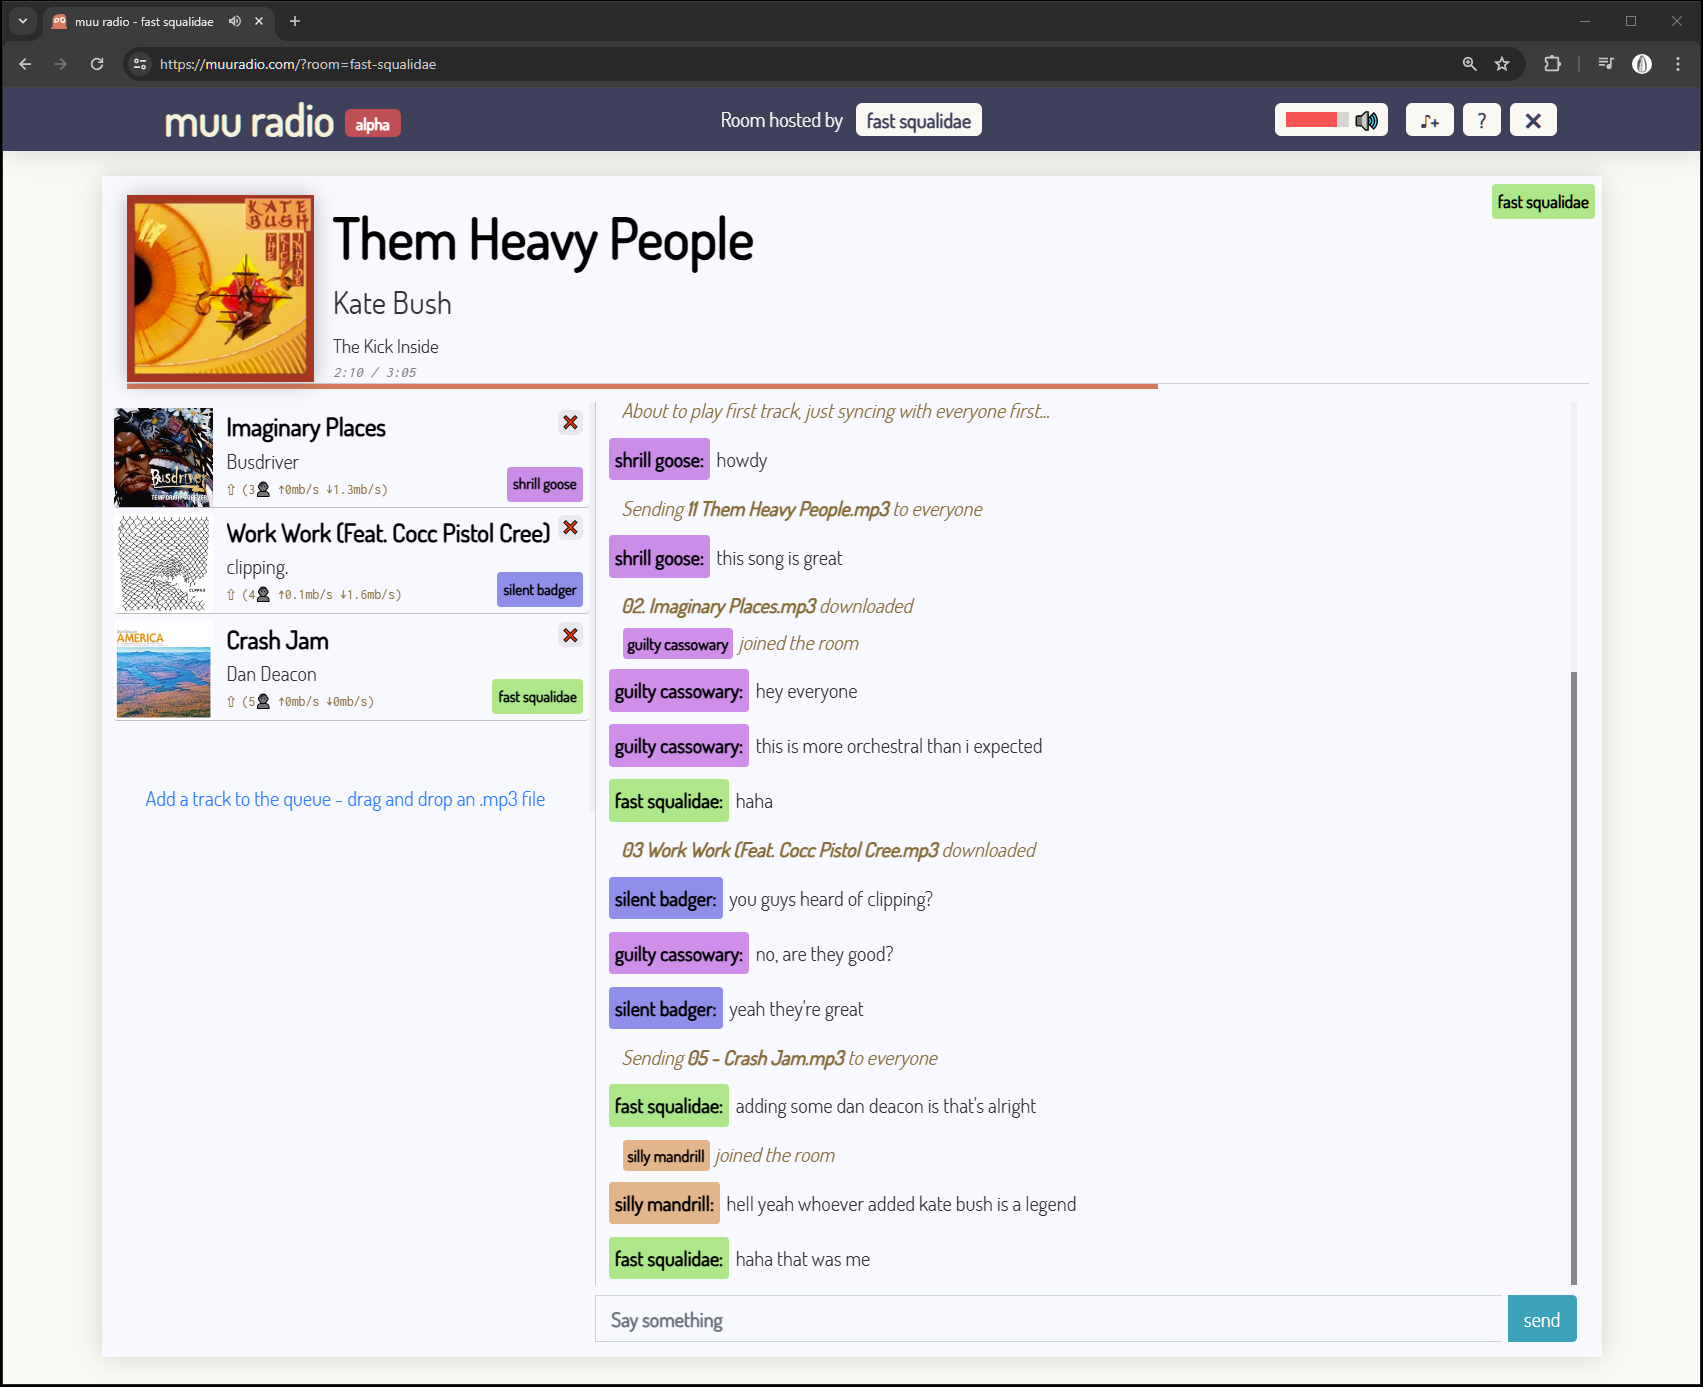 muu radio - fast squalidae
https://muuradio.com/?room=fast-squalidae
muu radio alpha
Room hosted by fast squalidae
♪+ ? ✕
KATE BUSH
THE KICK INSIDE
Them Heavy People
Kate Bush
The Kick Inside
2:10 / 3:05
fast squalidae
Imaginary Places
Busdriver
⇧ (3 ↑0mb/s ↓1.3mb/s)
shrill goose
Busdriver
TEMPORARY FOREVER
Work Work (Feat. Cocc Pistol Cree)
clipping.
⇧ (4 ↑0.1mb/s ↓1.6mb/s)
silent badger
CLPPNG
Crash Jam
Dan Deacon
⇧ (5 ↑0mb/s ↓0mb/s)
fast squalidae
AMERICA
Add a track to the queue - drag and drop an .mp3 file
About to play first track, just syncing with everyone first...
shrill goose: howdy
Sending 11 Them Heavy People.mp3 to everyone
shrill goose: this song is great
02. Imaginary Places.mp3 downloaded
guilty cassowary joined the room
guilty cassowary: hey everyone
guilty cassowary: this is more orchestral than i expected
fast squalidae: haha
03 Work Work (Feat. Cocc Pistol Cree.mp3 downloaded
silent badger: you guys heard of clipping?
guilty cassowary: no, are they good?
silent badger: yeah they're great
Sending 05 - Crash Jam.mp3 to everyone
fast squalidae: adding some dan deacon is that's alright
silly mandrill joined the room
silly mandrill: hell yeah whoever added kate bush is a legend
fast squalidae: haha that was me
Say something
send